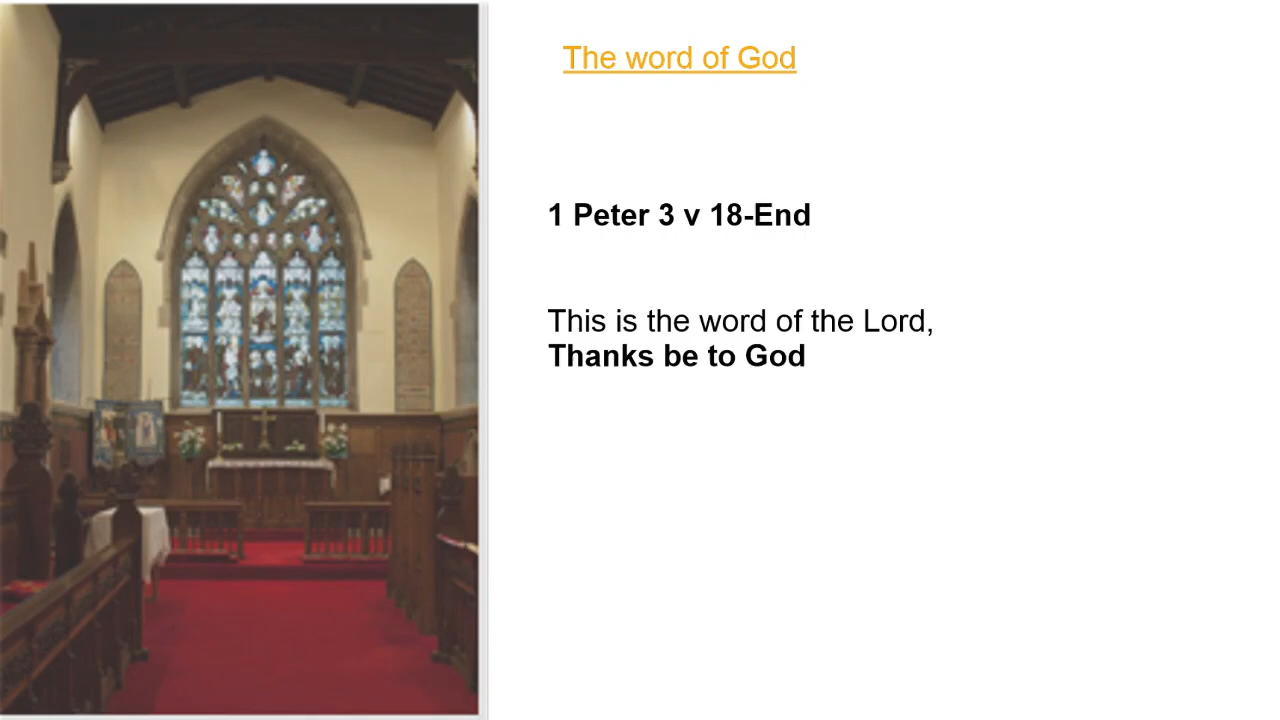 The word of God
1 Peter 3 v 18-End
This is the word of the Lord,
Thanks be to God